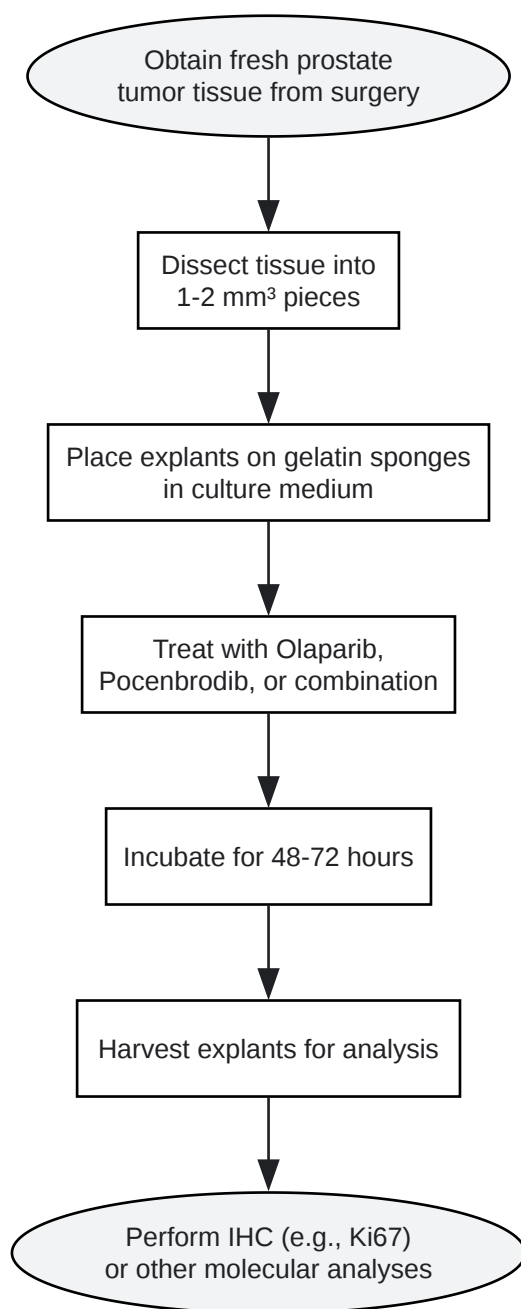 Obtain fresh prostate
tumor tissue from surgery
Dissect tissue into
1-2 mm³ pieces
Place explants on gelatin sponges
in culture medium
Treat with Olaparib,
Pocenbrodib, or combination
Incubate for 48-72 hours
Harvest explants for analysis
Perform IHC (e.g., Ki67)
or other molecular analyses